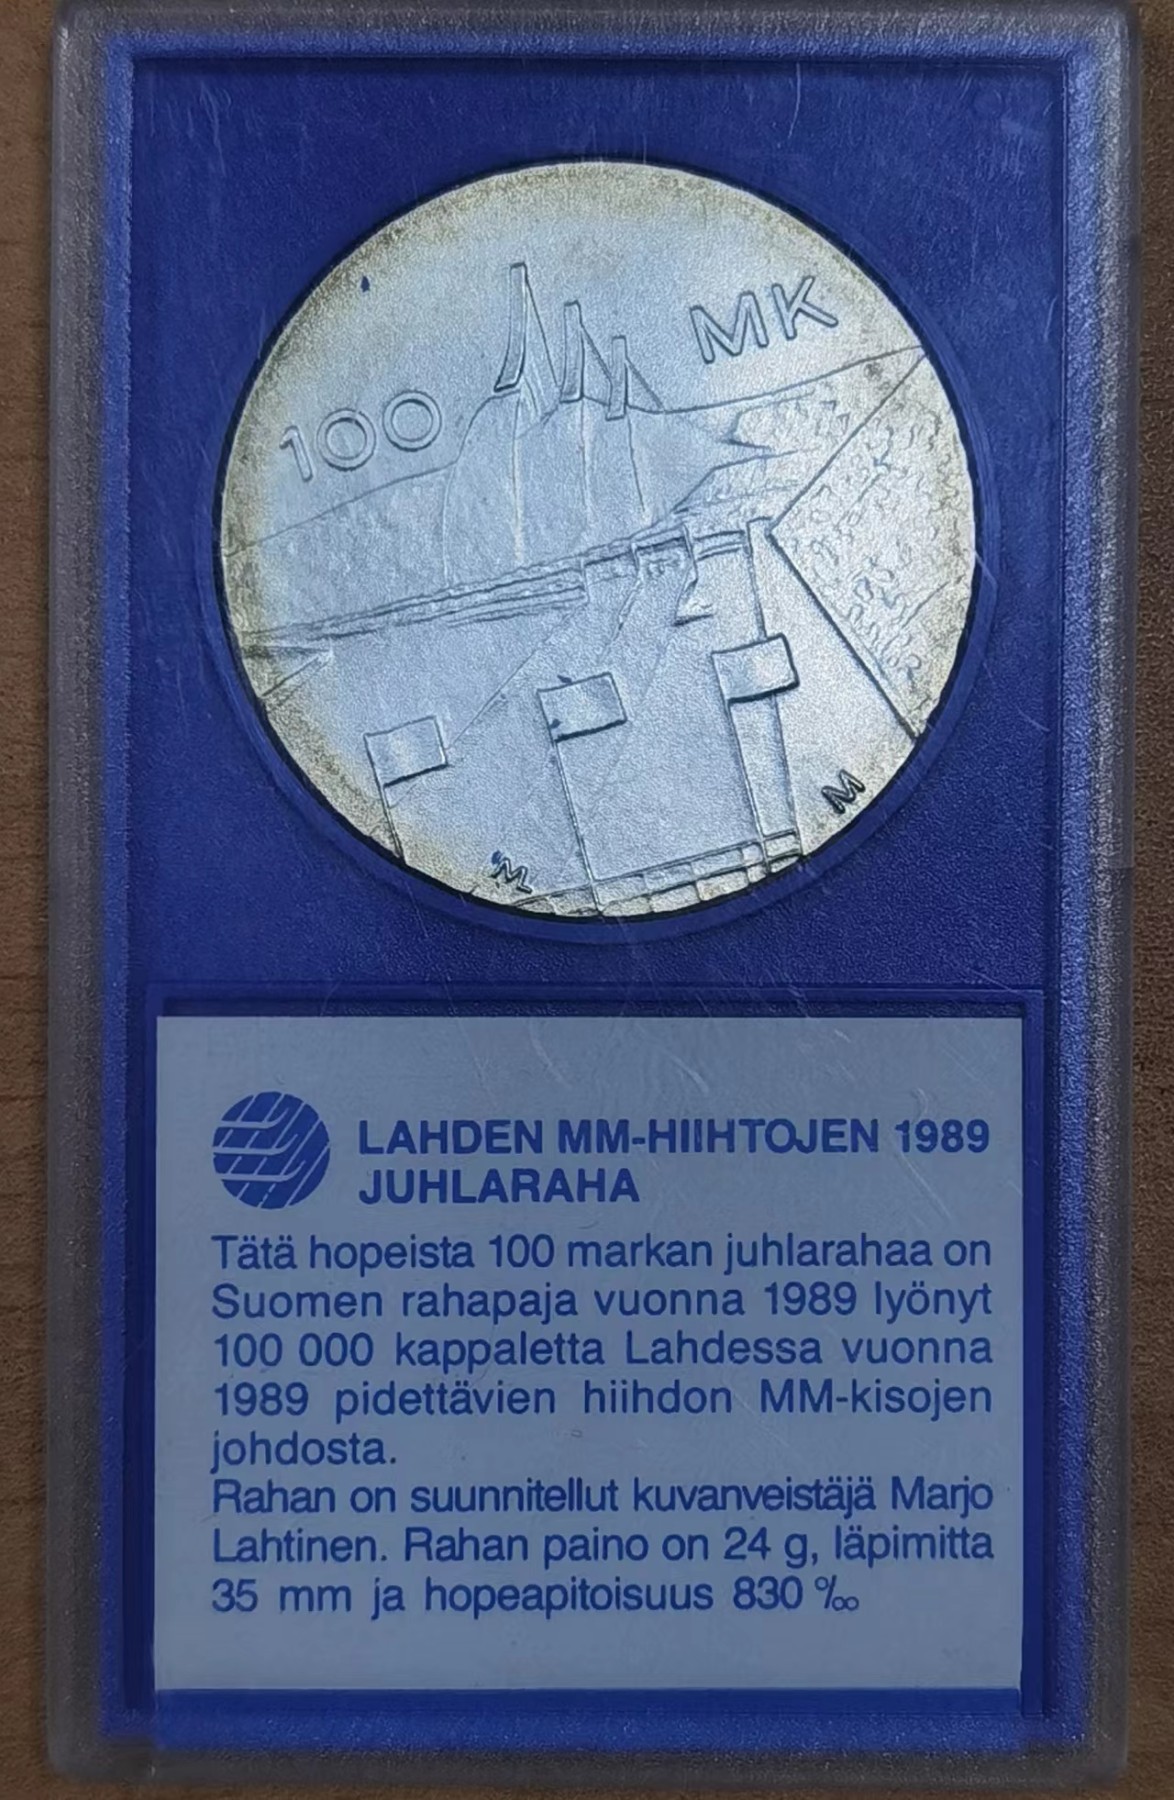 100 MK
ML
M
LAHDEN MM-HIIHTOJEN 1989
JUHLARAHA
Tätä hopeista 100 markan juhlarahaa on
Suomen rahapaja vuonna 1989 lyönyt
100 000 kappaletta Lahdessa vuonna
1989 pidettävien hiihdon MM-kisojen
johdosta.
Rahan on suunnitellut kuvanveistäjä Marjo
Lahtinen. Rahan paino on 24 g, läpimitta
35 mm ja hopeapitoisuus 830 ‰